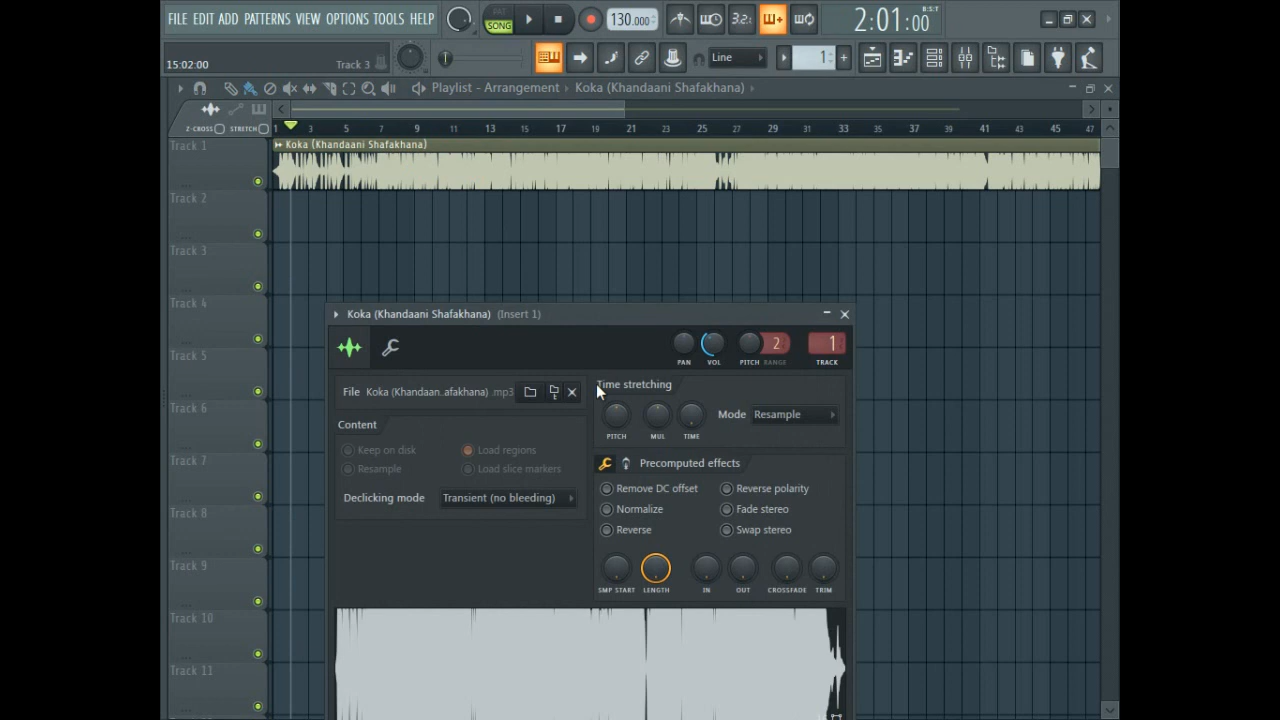 FILE EDIT ADD PATTERNS VIEW OPTIONS TOOLS HELP
PAT
SONG
130.000
3.2:
2:01:00
B:S:T
15:02:00
Track 3
Line
1
Playlist - Arrangement Koka (Khandaani Shafakhana)
Z-CROSS STRETCH
1 3 5 7 9 11 13 15 17 19 21 23 25 27 29 31 33 35 37 39 41 43 45 47
Koka (Khandaani Shafakhana)
Track 1
Track 2
Track 3
Track 4
Track 5
Track 6
Track 7
Track 8
Track 9
Track 10
Track 11
Koka (Khandaani Shafakhana) (Insert 1)
2
1
PAN VOL PITCH RANGE TRACK
File Koka (Khandaan..afakhana) .mp3
Content
Keep on disk Load regions
Resample Load slice markers
Declicking mode Transient (no bleeding)
Time stretching
Mode Resample
PITCH MUL TIME
Precomputed effects
Remove DC offset Reverse polarity
Normalize Fade stereo
Reverse Swap stereo
SMP START LENGTH IN OUT CROSSFADE TRIM